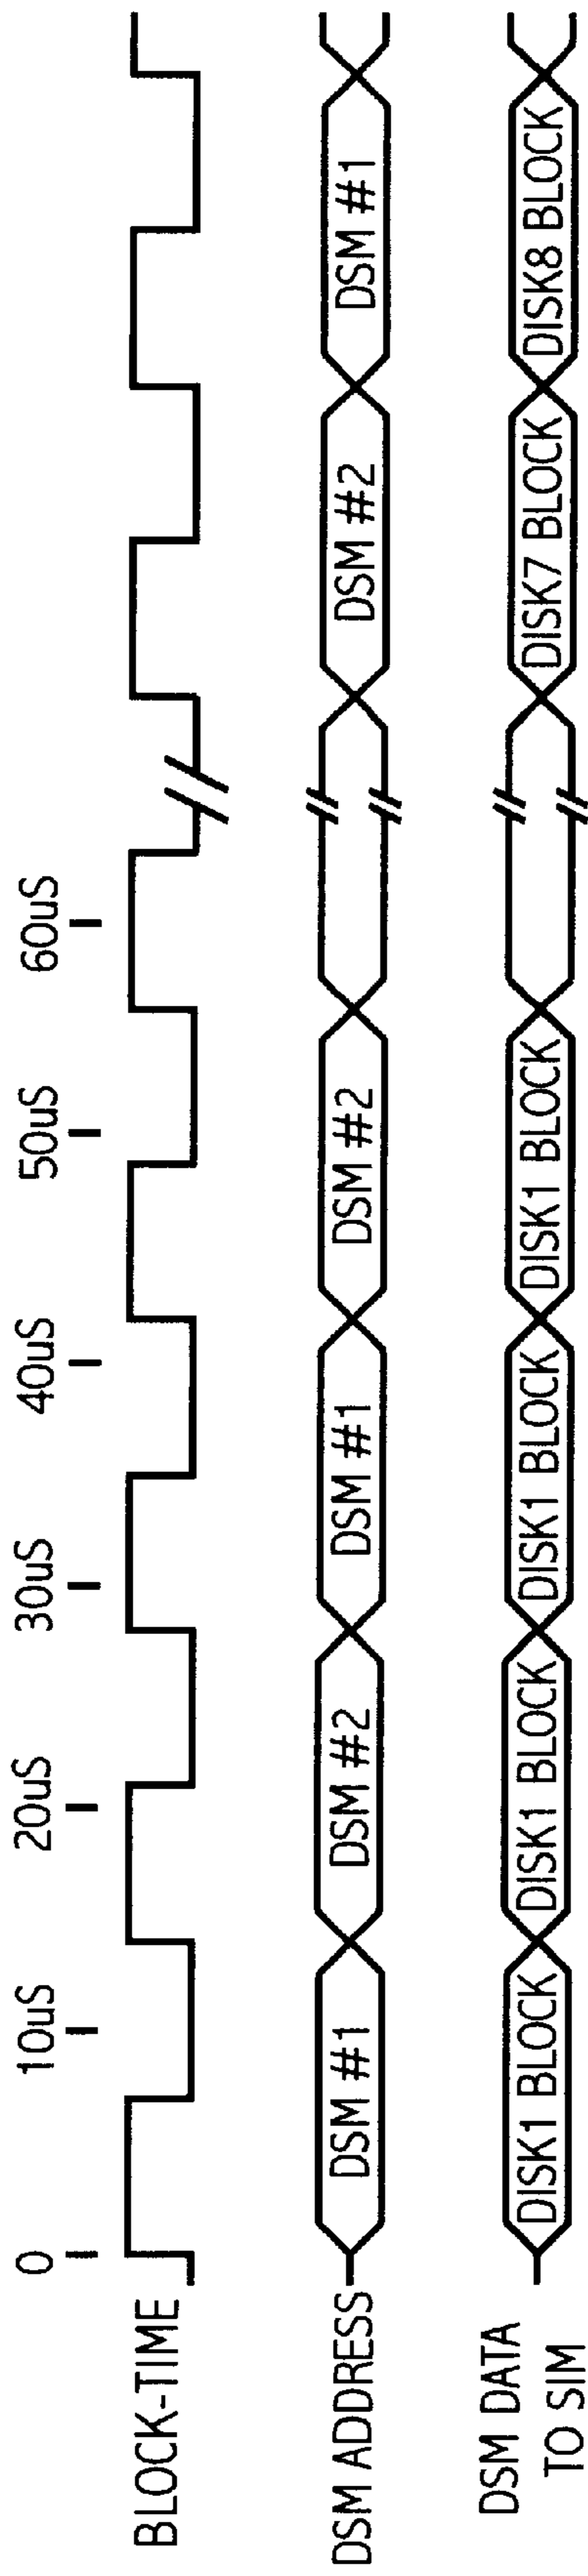 0 10uS 20uS 30uS 40uS 50uS 60uS
BLOCK-TIME
DSM ADDRESS DSM #1 DSM #2 DSM #1 DSM #2 DSM #2 DSM #1
DSM DATA
TO SIM
DISK1 BLOCK DISK1 BLOCK DISK1 BLOCK DISK1 BLOCK DISK7 BLOCK DISK8 BLOCK